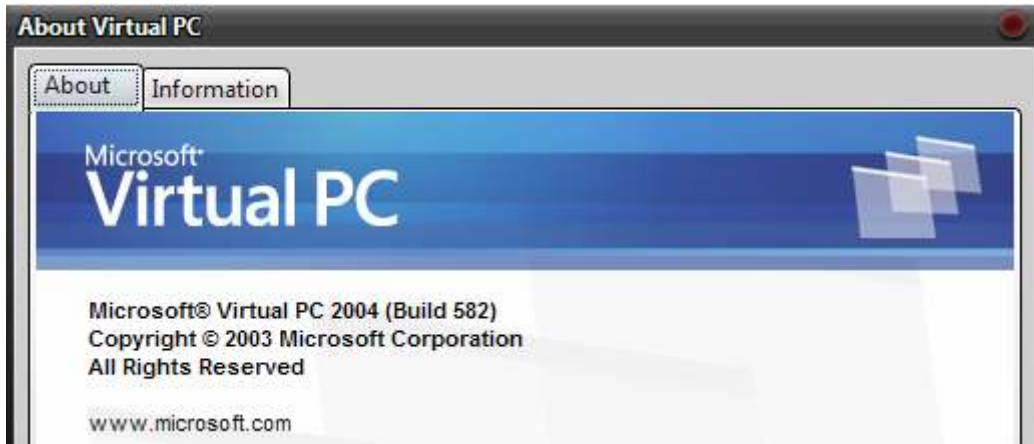 About Virtual PC
About
Information
Microsoft
Virtual PC
Microsoft® Virtual PC 2004 (Build 582)
Copyright © 2003 Microsoft Corporation
All Rights Reserved
www.microsoft.com